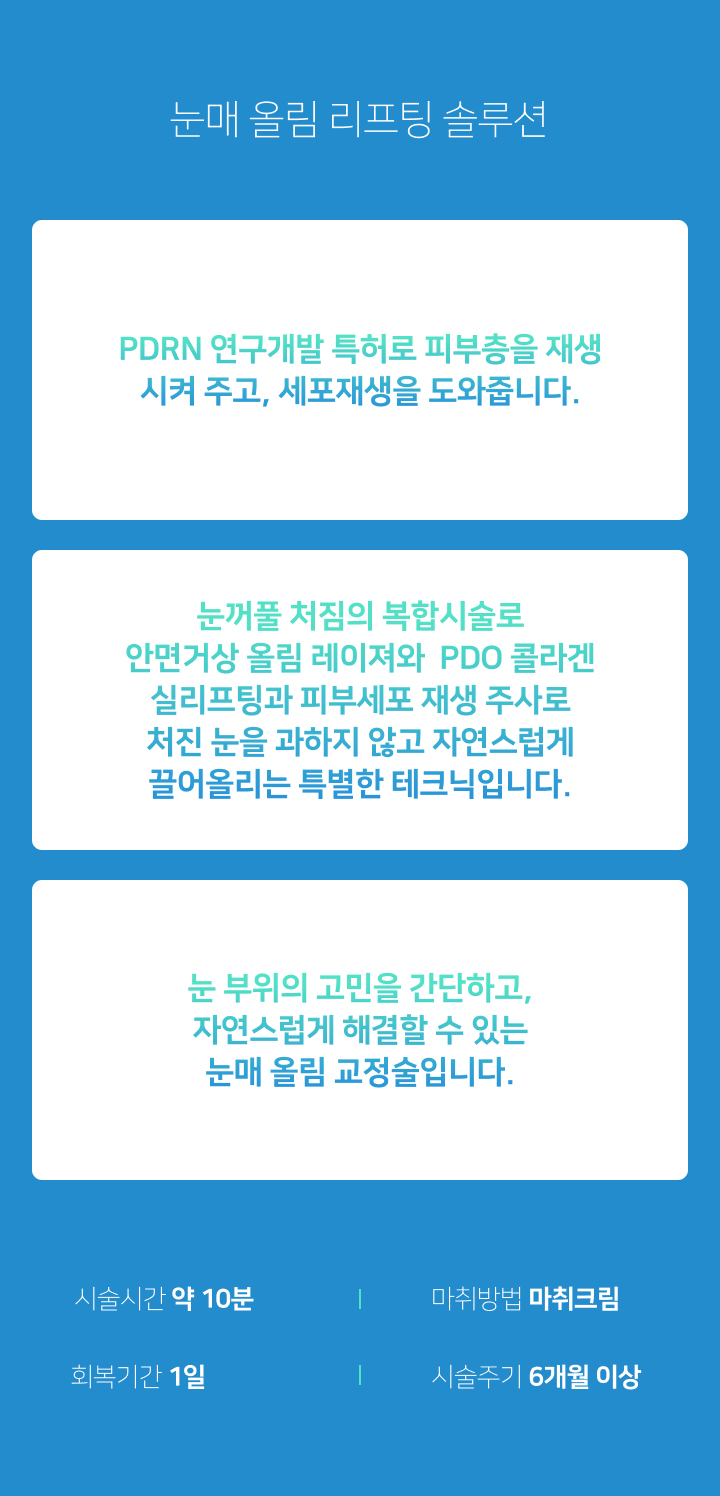 눈매 올림 리프팅 솔루션
PDRN 연구개발 특허로 피부층을 재생
시켜 주고, 세포재생을 도와줍니다.
눈꺼풀 처짐의 복합시술로
안면거상 올림 레이져와 PDO 콜라겐
실리프팅과 피부세포 재생 주사로
처진 눈을 과하지 않고 자연스럽게
끌어올리는 특별한 테크닉입니다.
눈 부위의 고민을 간단하고,
자연스럽게 해결할 수 있는
눈매 올림 교정술입니다.
시술시간 약 10분
마취방법 마취크림
회복기간 1일
시술주기 6개월 이상